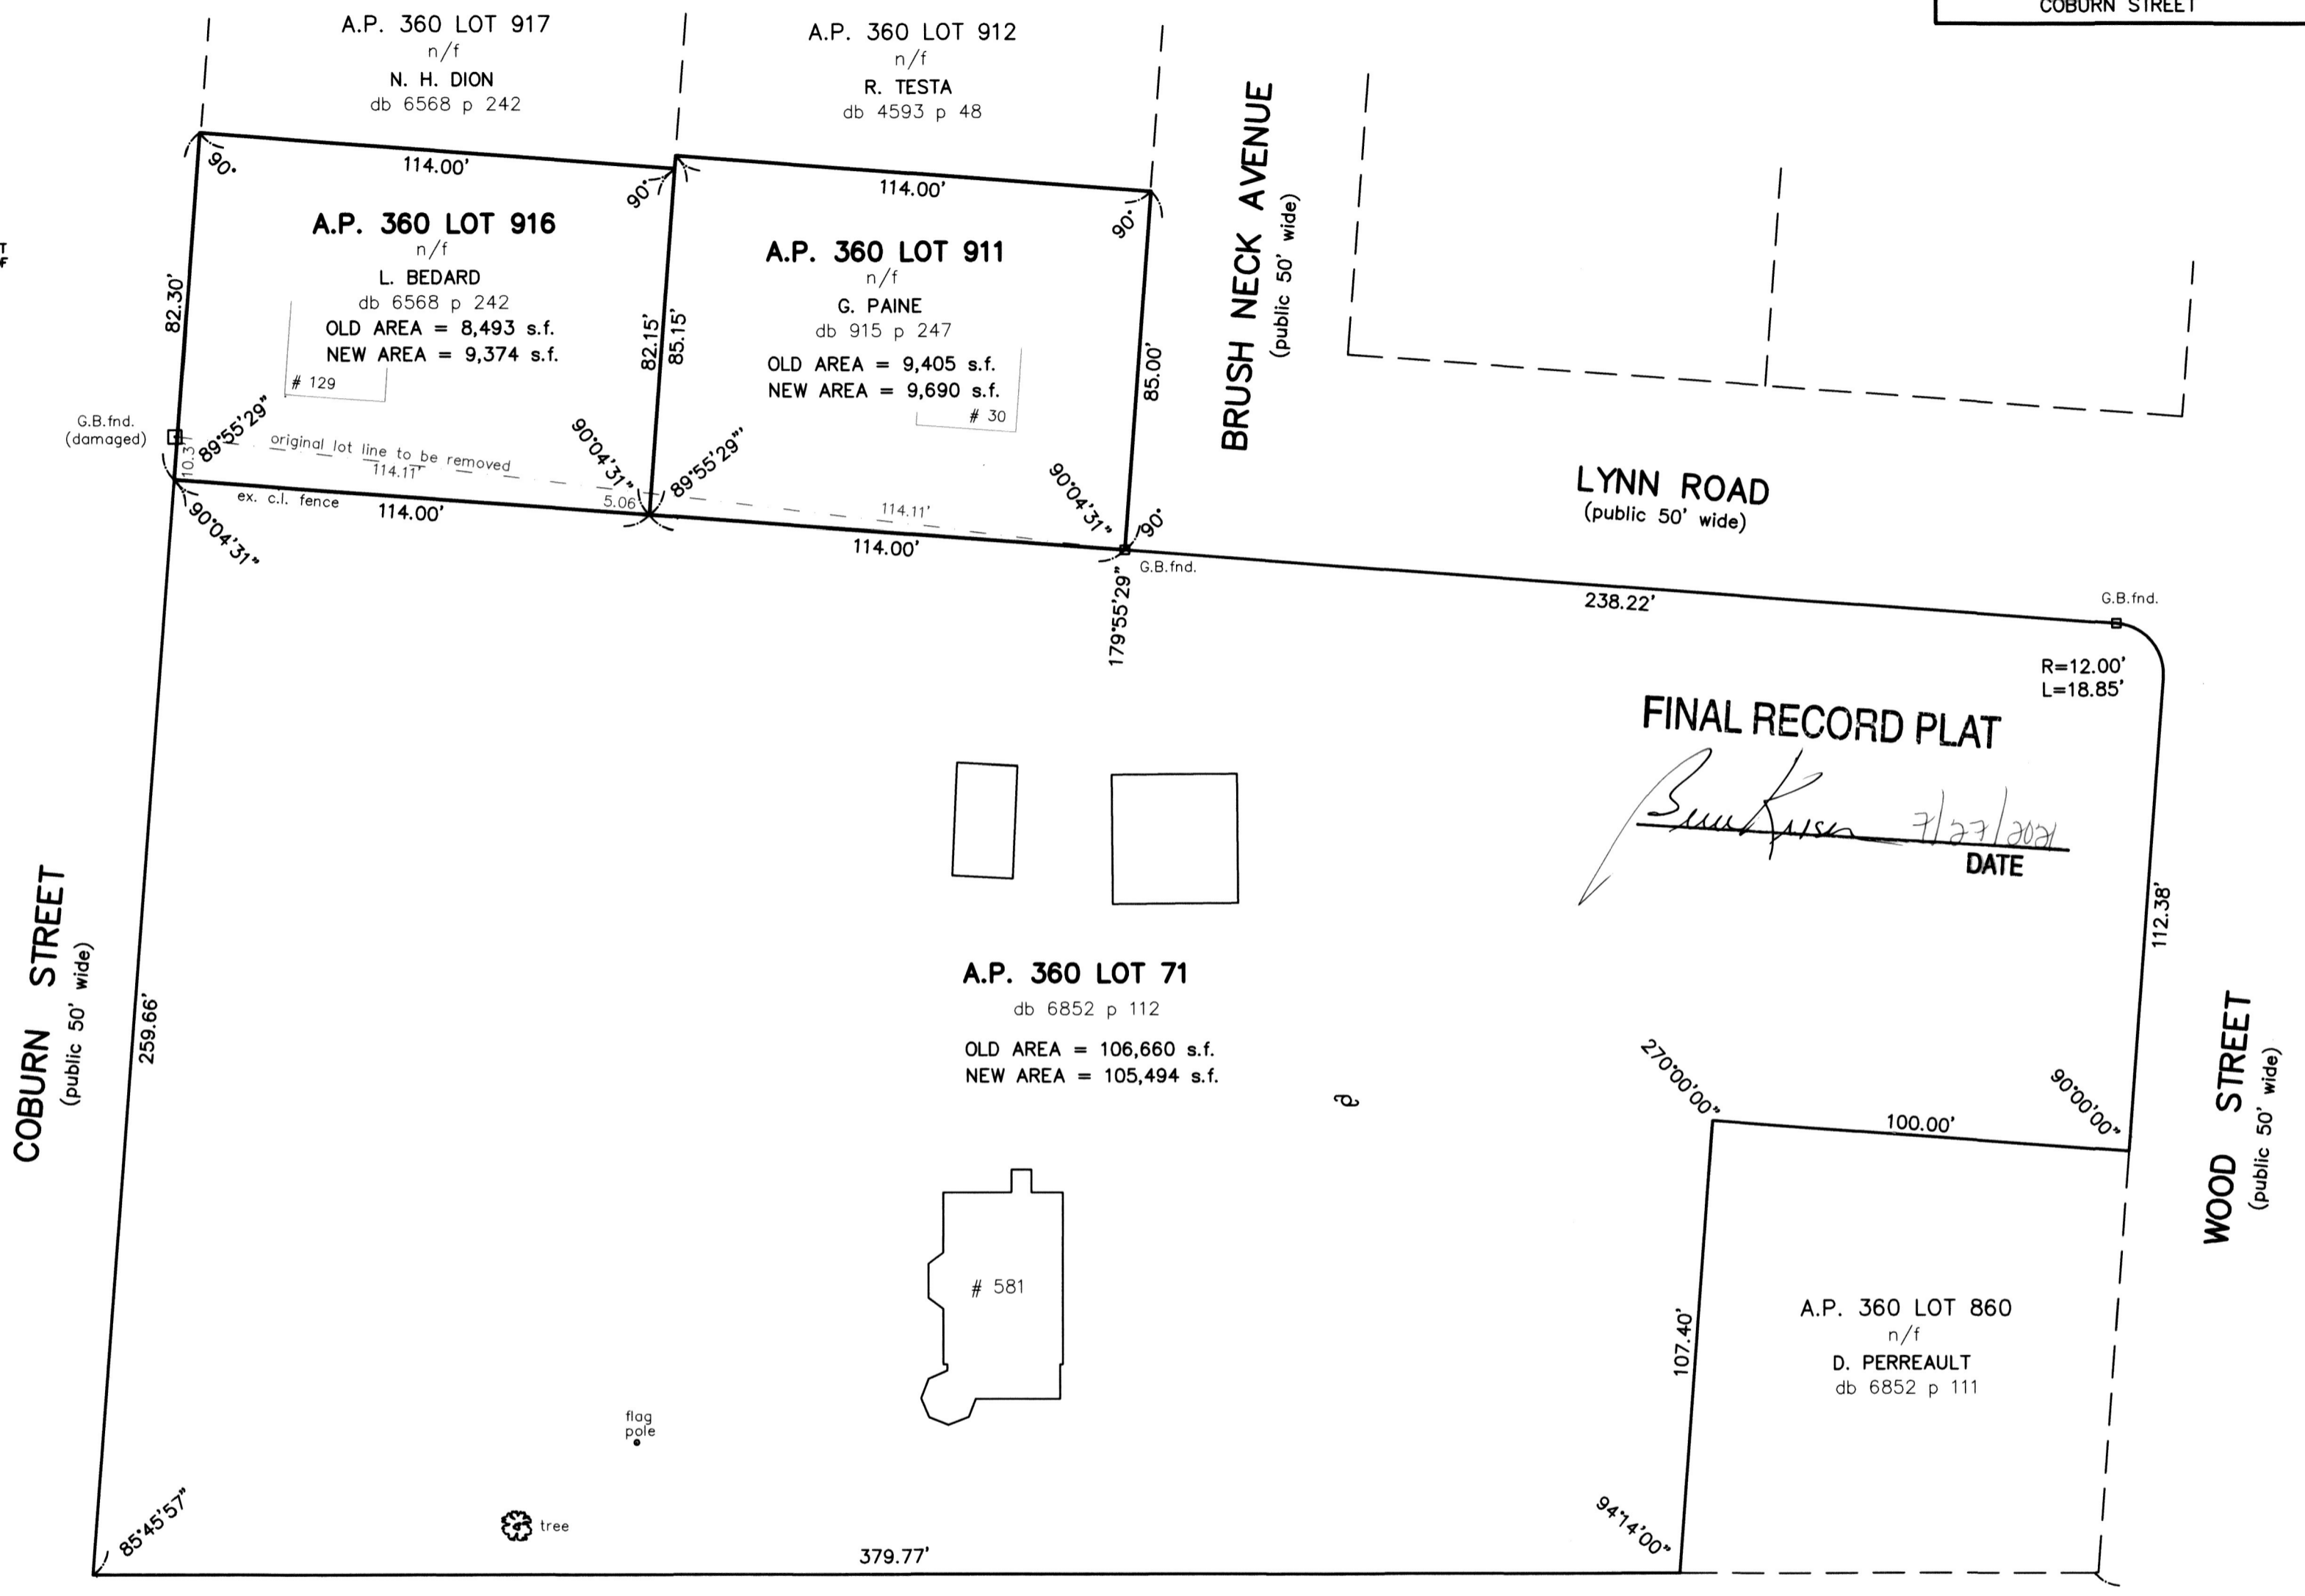 COBURN STREET
A.P. 360 LOT 917
n/f
N. H. DION
db 6568 p 242
A.P. 360 LOT 912
n/f
R. TESTA
db 4593 p 48
BRUSH NECK AVENUE
(public 50' wide)
90°
114.00'
90°
114.00'
90°
A.P. 360 LOT 916
n/f
L. BEDARD
db 6568 p 242
OLD AREA = 8,493 s.f.
NEW AREA = 9,374 s.f.
# 129
82.30'
82.15'
85.15'
A.P. 360 LOT 911
n/f
G. PAINE
db 915 p 247
OLD AREA = 9,405 s.f.
NEW AREA = 9,690 s.f.
# 30
85.00'
T
F
G.B.fnd.
(damaged)
89°55'29"
10.3
original lot line to be removed
114.11'
ex. c.l. fence
114.00'
90°04'31"
90°04'31"
5.06
89°55'29"
114.11'
114.00'
90°04'31"
90°
G.B.fnd.
179°55'29"
LYNN ROAD
(public 50' wide)
238.22'
G.B.fnd.
R=12.00'
L=18.85'
FINAL RECORD PLAT
7/27/2021
DATE
112.38'
COBURN STREET
(public 50' wide)
259.66'
A.P. 360 LOT 71
db 6852 p 112
OLD AREA = 106,660 s.f.
NEW AREA = 105,494 s.f.
270°00'00"
90°00'00"
100.00'
WOOD STREET
(public 50' wide)
# 581
107.40'
A.P. 360 LOT 860
n/f
D. PERREAULT
db 6852 p 111
flag
pole
tree
85°45'57"
379.77'
94°14'00"